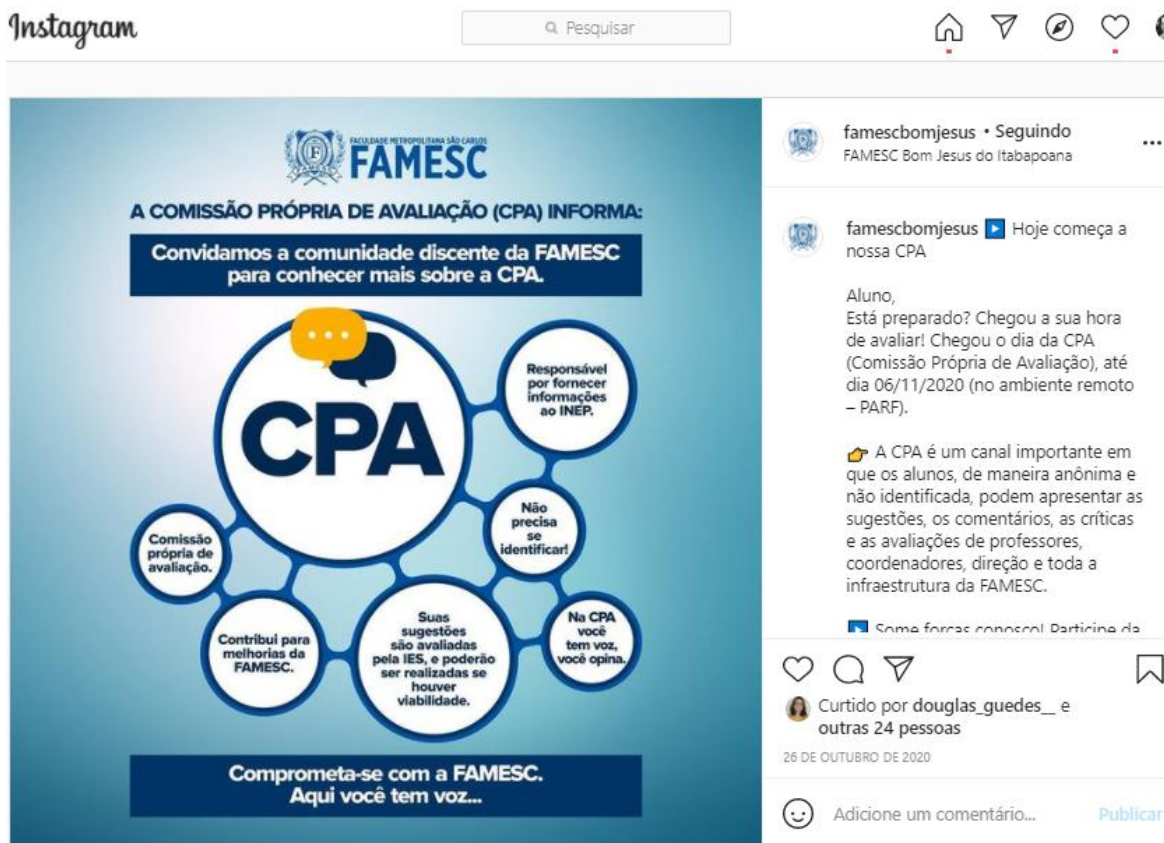 Instagram
Pesquisar
FACULDADE METROPOLITANA SÃO CARLOS
FAMESC
A COMISSÃO PRÓPRIA DE AVALIAÇÃO (CPA) INFORMA:
Convidamos a comunidade discente da FAMESC
para conhecer mais sobre a CPA.
CPA
Responsável
por fornecer
informações
ao INEP.
Não
precisa
se
identificar!
Comissão
própria de
avaliação.
Contribui para
melhorias da
FAMESC.
Suas
sugestões
são avaliadas
pela IES, e poderão
ser realizadas se
houver
viabilidade.
Na CPA
você
tem voz,
você opina.
Comprometa-se com a FAMESC.
Aqui você tem voz...
famescbomjesus • Seguindo
FAMESC Bom Jesus do Itabapoana
famescbomjesus ▶️ Hoje começa a
nossa CPA
Aluno,
Está preparado? Chegou a sua hora
de avaliar! Chegou o dia da CPA
(Comissão Própria de Avaliação), até
dia 06/11/2020 (no ambiente remoto
– PARF).
👉 A CPA é um canal importante em
que os alunos, de maneira anônima e
não identificada, podem apresentar as
sugestões, os comentários, as críticas
e as avaliações de professores,
coordenadores, direção e toda a
infraestrutura da FAMESC.
▶️ Some forças conosco! Participe da
Curtido por douglas_guedes__ e
outras 24 pessoas
26 DE OUTUBRO DE 2020
Adicione um comentário...
Publicar